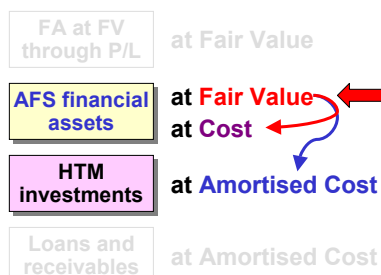 FA at FV
through P/L
at Fair Value
AFS financial
assets
at Fair Value
at Cost
HTM
investments
at Amortised Cost
Loans and
receivables
at Amortised Cost